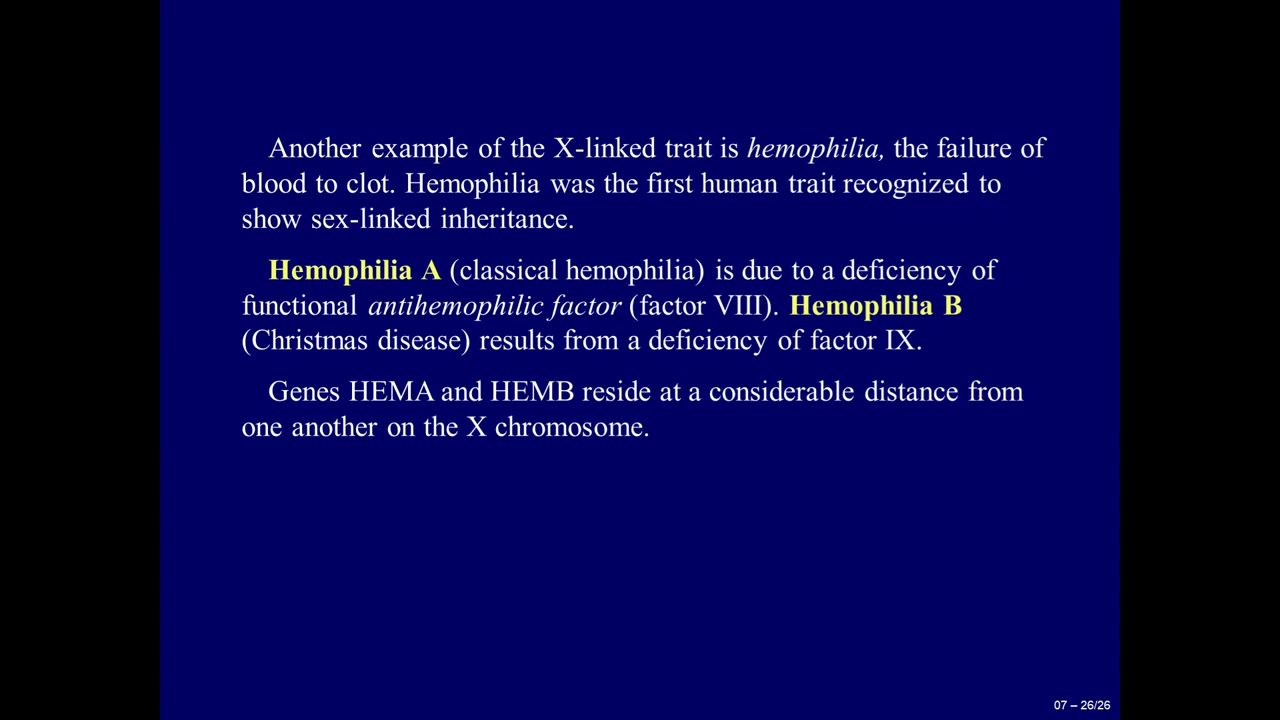 Another example of the X-linked trait is hemophilia, the failure of
blood to clot. Hemophilia was the first human trait recognized to
show sex-linked inheritance.
Hemophilia A (classical hemophilia) is due to a deficiency of
functional antihemophilic factor (factor VIII). Hemophilia B
(Christmas disease) results from a deficiency of factor IX.
Genes HEMA and HEMB reside at a considerable distance from
one another on the X chromosome.
07 – 26/26